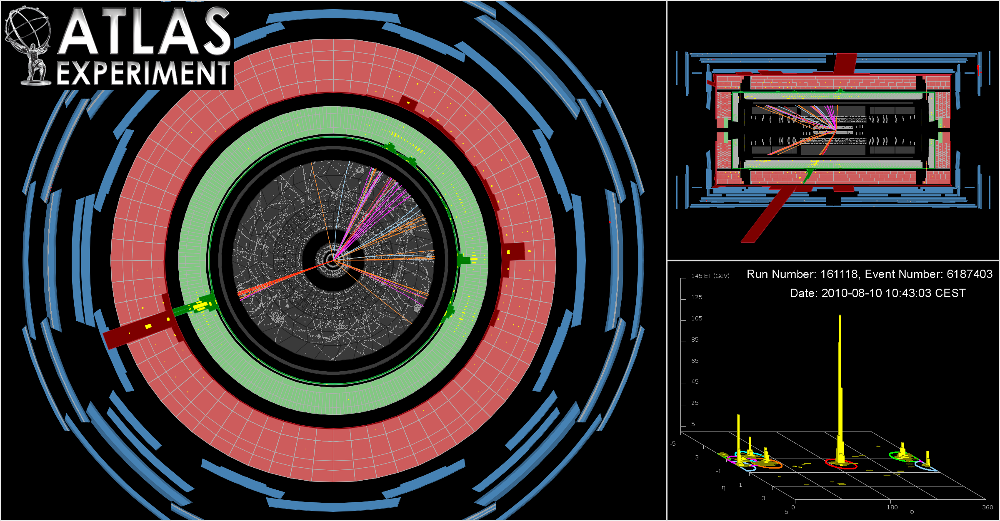 ATLAS
EXPERIMENT
Run Number: 161118, Event Number: 6187403
Date: 2010-08-10 10:43:03 CEST
145 ET (GeV)
125
105
85
65
45
25
5
-5
-3
-1
η
1
3
5
0
180
Φ
360